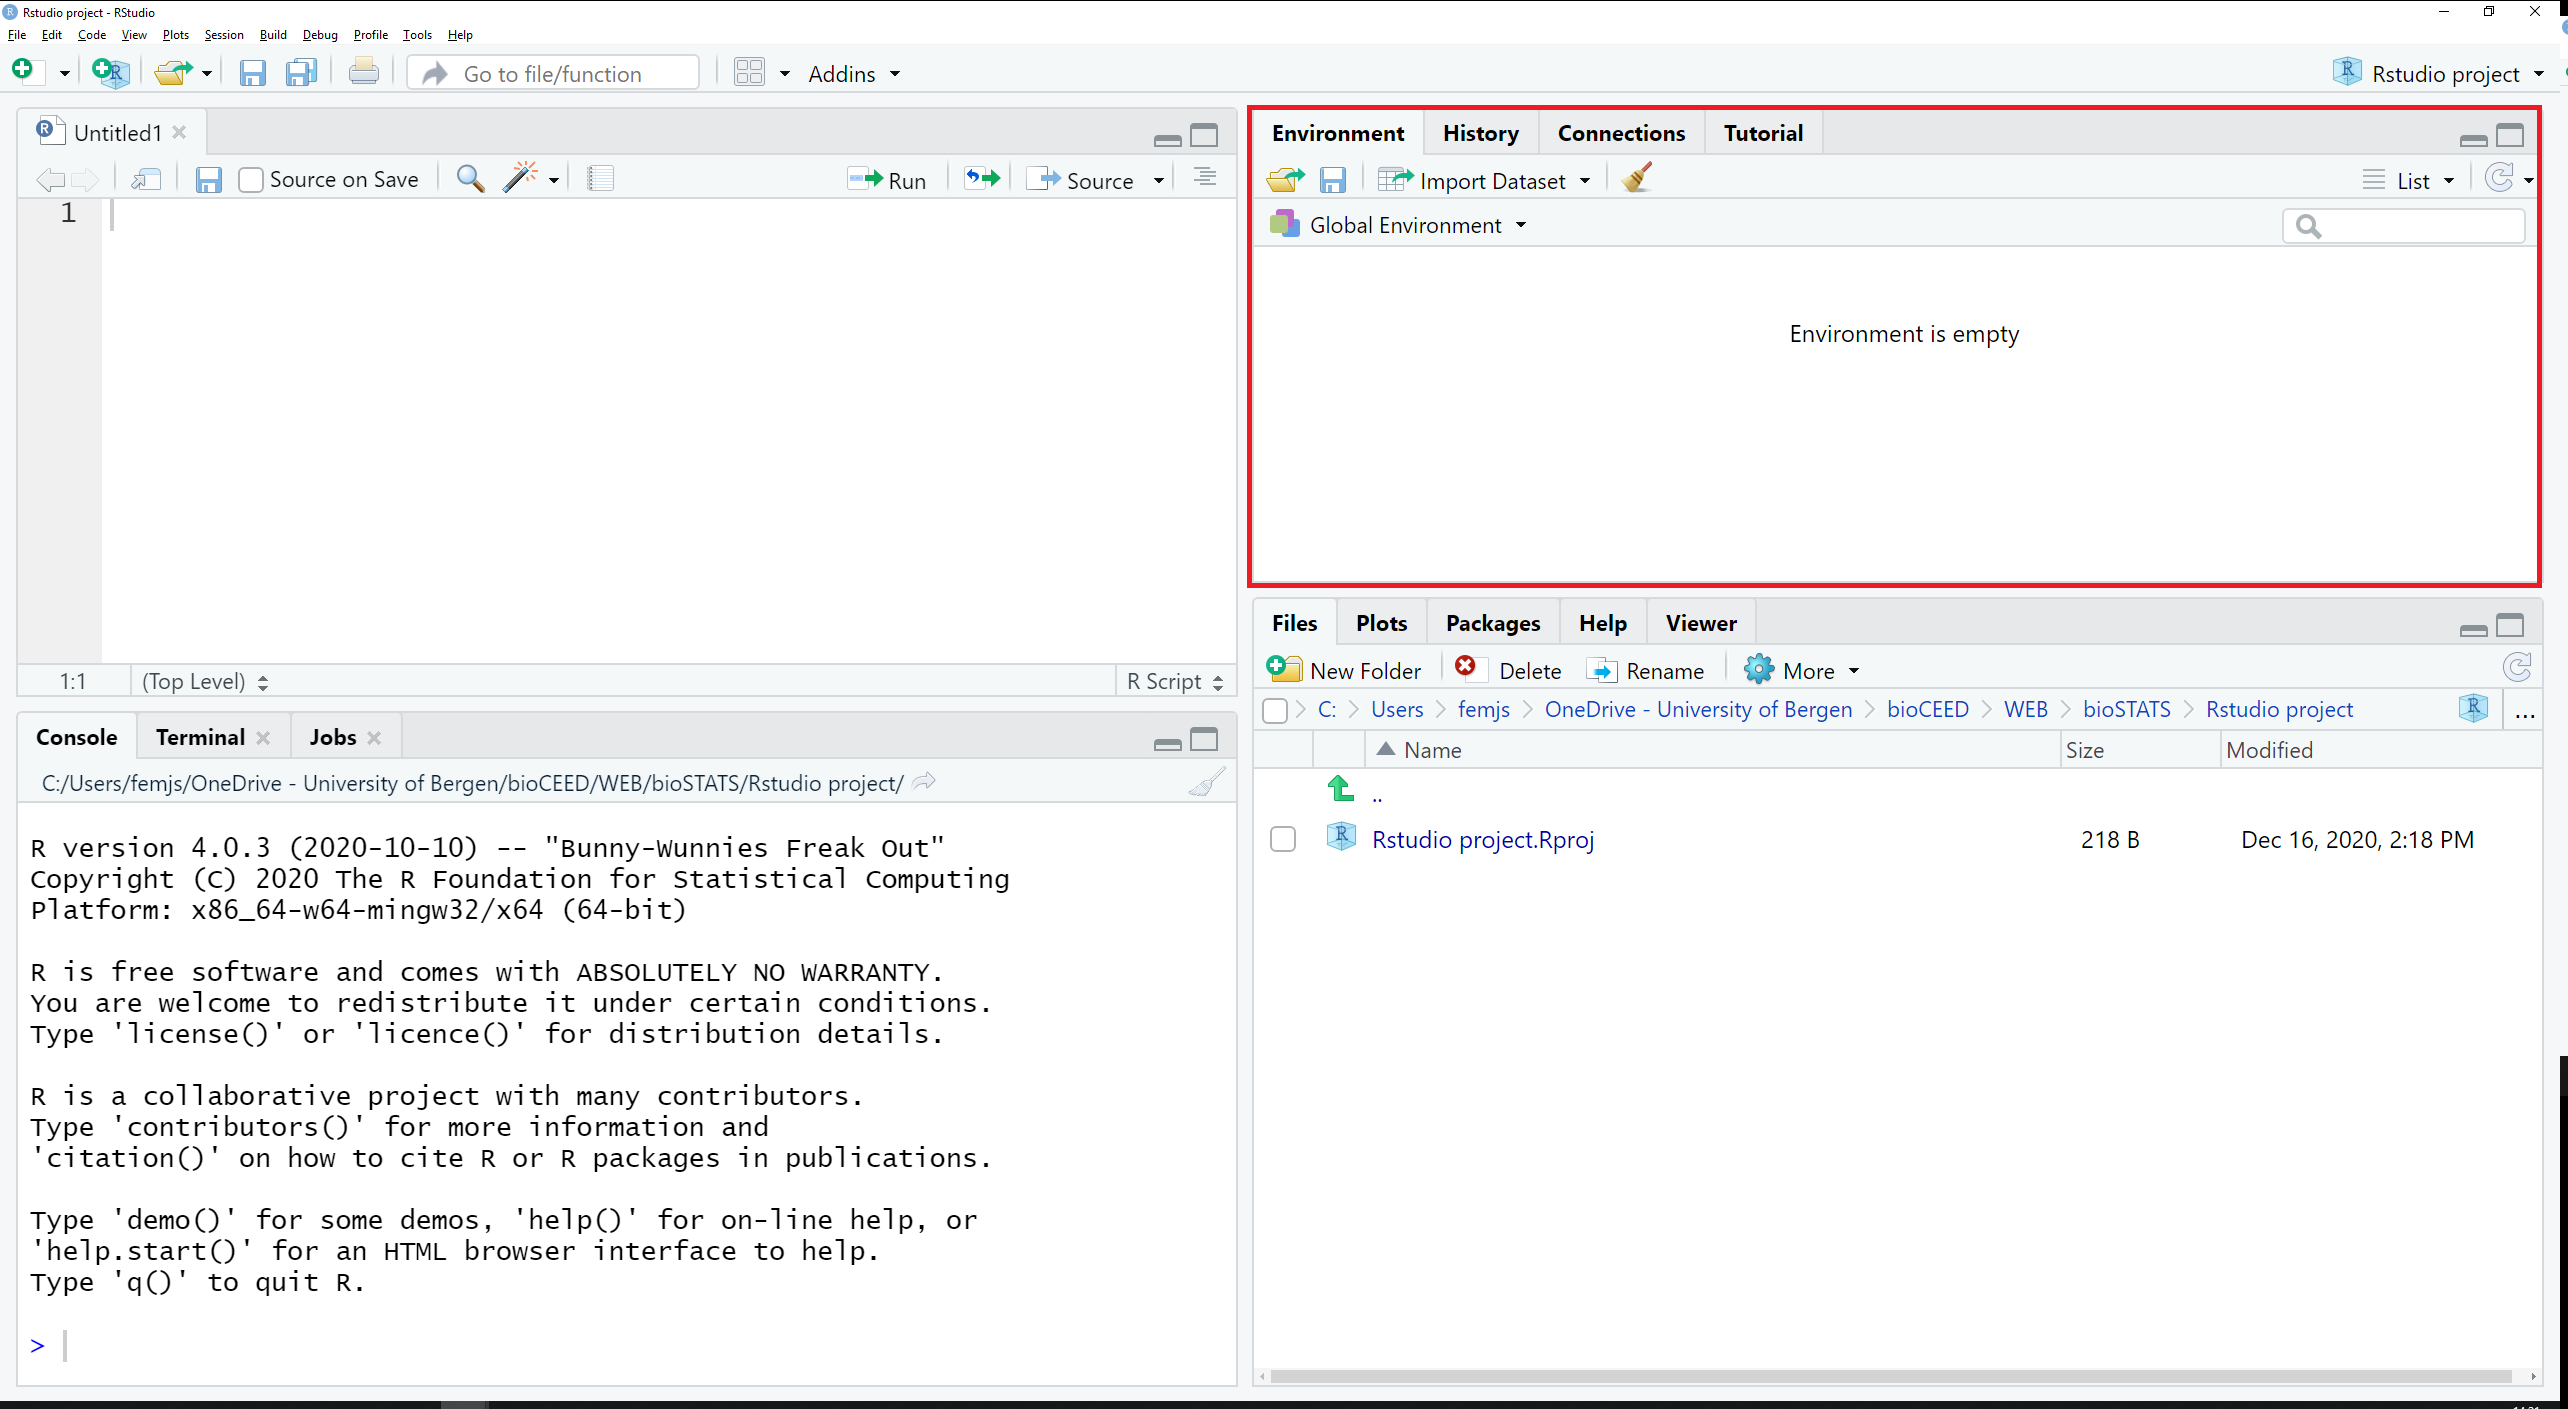 Rstudio project - RStudio
File Edit Code View Plots Session Build Debug Profile Tools Help
Go to file/function Addins Rstudio project
Untitled1
Source on Save Run Source
1
1:1 (Top Level) R Script
Console Terminal Jobs
C:/Users/femjs/OneDrive - University of Bergen/bioCEED/WEB/bioSTATS/Rstudio project/
R version 4.0.3 (2020-10-10) -- "Bunny-Wunnies Freak Out"
Copyright (C) 2020 The R Foundation for Statistical Computing
Platform: x86_64-w64-mingw32/x64 (64-bit)
R is free software and comes with ABSOLUTELY NO WARRANTY.
You are welcome to redistribute it under certain conditions.
Type 'license()' or 'licence()' for distribution details.
R is a collaborative project with many contributors.
Type 'contributors()' for more information and
'citation()' on how to cite R or R packages in publications.
Type 'demo()' for some demos, 'help()' for on-line help, or
'help.start()' for an HTML browser interface to help.
Type 'q()' to quit R.
>
Environment History Connections Tutorial
Import Dataset List
Global Environment
Environment is empty
Files Plots Packages Help Viewer
New Folder Delete Rename More
C: Users femjs OneDrive - University of Bergen bioCEED WEB bioSTATS Rstudio project ...
Name Size Modified
..
Rstudio project.Rproj 218 B Dec 16, 2020, 2:18 PM